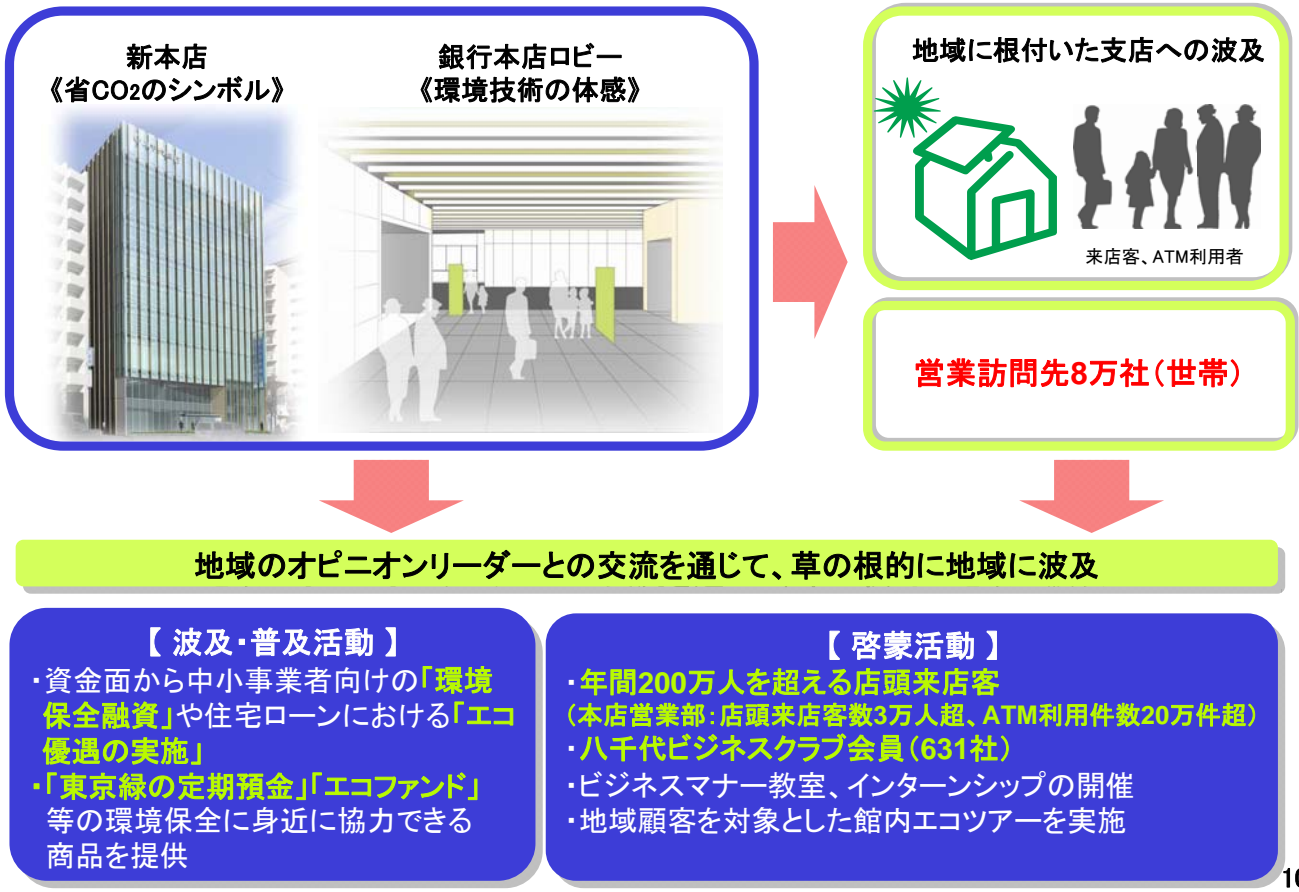 新本店
《省CO2のシンボル》
銀行本店ロビー
《環境技術の体感》
地域に根付いた支店への波及
来店客、ATM利用者
営業訪問先8万社(世帯)
地域のオピニオンリーダーとの交流を通じて、草の根的に地域に波及
【 波及・普及活動 】
・資金面から中小事業者向けの「環境
保全融資」や住宅ローンにおける「エコ
優遇の実施」
・「東京緑の定期預金」「エコファンド」
等の環境保全に身近に協力できる
商品を提供
【 啓蒙活動 】
・年間200万人を超える店頭来店客
(本店営業部:店頭来店客数3万人超、ATM利用件数20万件超)
・八千代ビジネスクラブ会員(631社)
・ビジネスマナー教室、インターンシップの開催
・地域顧客を対象とした館内エコツアーを実施